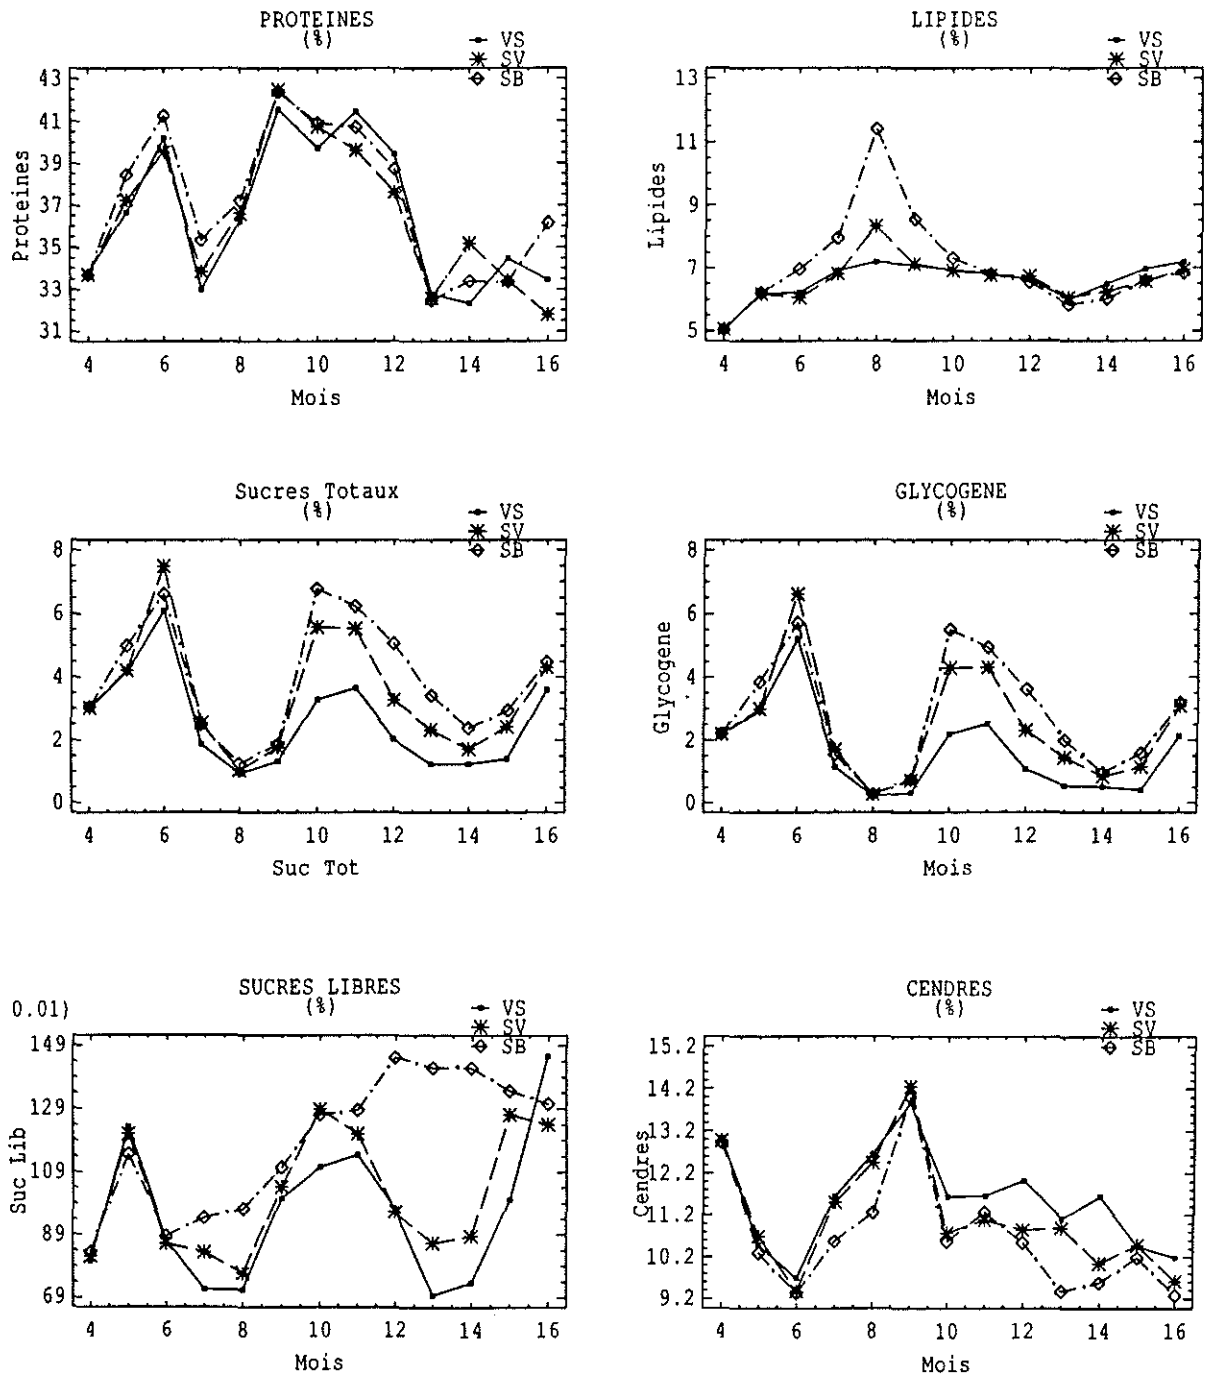 PROTEINES
(%)
VS
SV
SB
43
41
39
37
35
33
31
Proteines
4 6 8 10 12 14 16
Mois
LIPIDES
(%)
VS
SV
SB
13
11
9
7
5
Lipides
4 6 8 10 12 14 16
Mois
Sucres Totaux
(%)
VS
SV
SB
8
6
4
2
0
4 6 8 10 12 14 16
Suc Tot
GLYCOGENE
(%)
VS
SV
SB
8
6
4
2
0
Glycogene
4 6 8 10 12 14 16
Mois
SUCRES LIBRES
(%)
0.01)
VS
SV
SB
149
129
109
89
69
Suc Lib
4 6 8 10 12 14 16
Mois
CENDRES
(%)
VS
SV
SB
15.2
14.2
13.2
12.2
11.2
10.2
9.2
Cendres
4 6 8 10 12 14 16
Mois